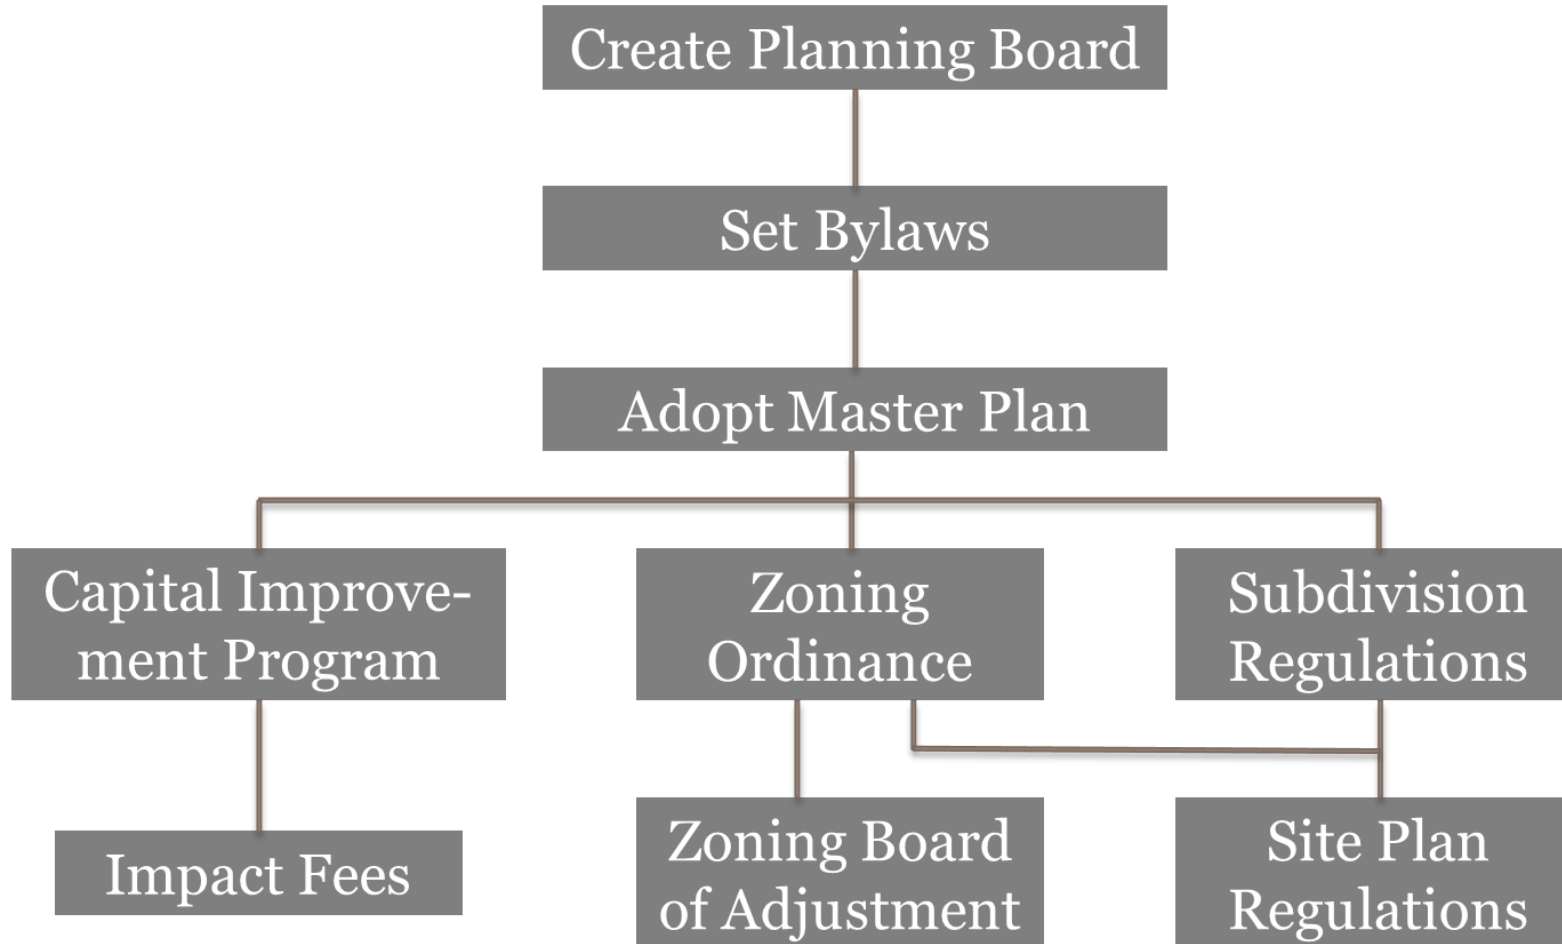 Create Planning Board
Set Bylaws
Adopt Master Plan
Capital Improve-
ment Program
Zoning
Ordinance
Subdivision
Regulations
Impact Fees
Zoning Board
of Adjustment
Site Plan
Regulations